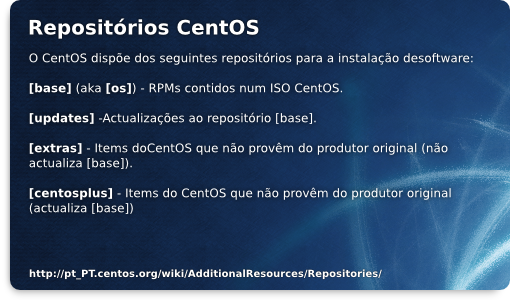 Repositórios CentOS
O CentOS dispõe dos seguintes repositórios para a instalação desoftware:
[base] (aka [os]) - RPMs contidos num ISO CentOS.
[updates] -Actualizações ao repositório [base].
[extras] - Items doCentOS que não provêm do produtor original (não
actualiza [base]).
[centosplus] - Items do CentOS que não provêm do produtor original
(actualiza [base])
http://pt_PT.centos.org/wiki/AdditionalResources/Repositories/